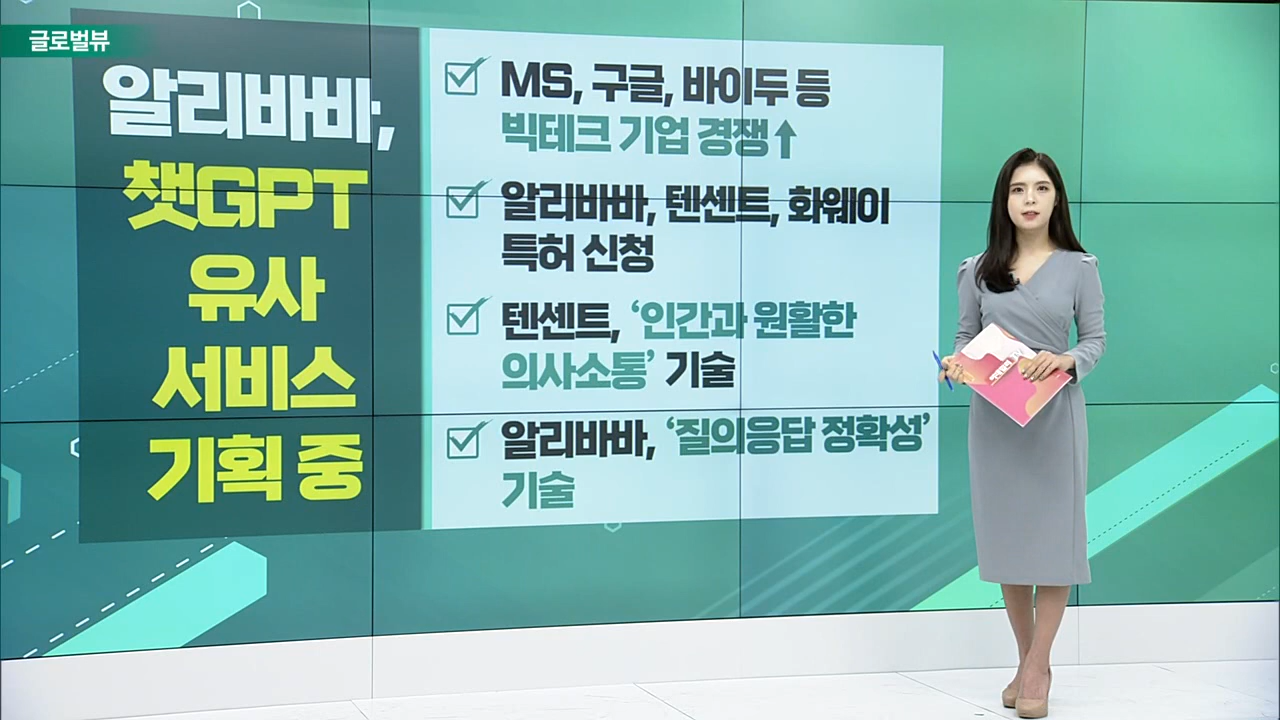 글로벌뷰
알리바바,
챗GPT
유사
서비스
기획 중
MS, 구글, 바이두 등
빅테크 기업 경쟁↑
알리바바, 텐센트, 화웨이
특허 신청
텐센트, ‘인간과 원활한
의사소통’ 기술
알리바바, ‘질의응답 정확성’
기술